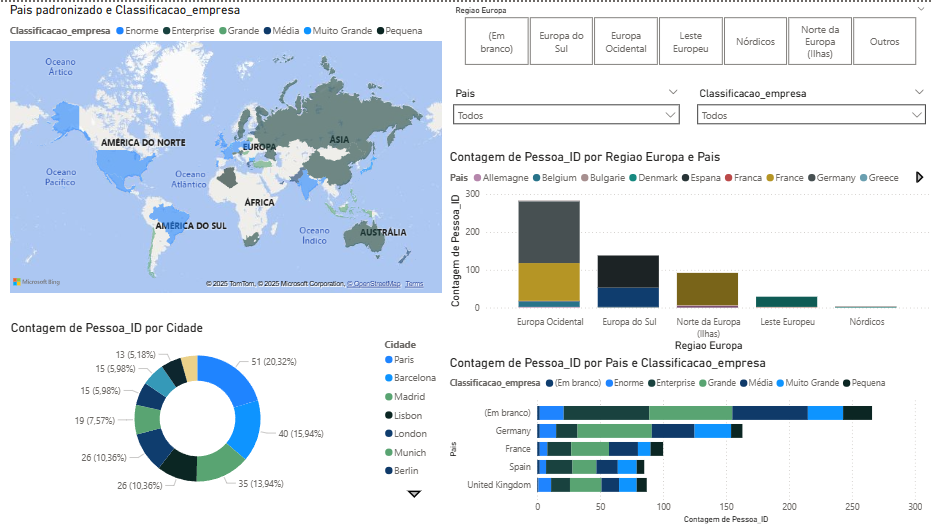 Pais padronizado e Classificacao_empresa
Classificacao_empresa Enorme Enterprise Grande Média Muito Grande Pequena
Oceano
Ártico
AMÉRICA DO NORTE
EUROPA
ÁSIA
Oceano
Pacífico
Oceano
Atlântico
ÁFRICA
AMÉRICA DO SUL
Oceano
Índico
AUSTRÁLIA
Microsoft Bing
© 2025 TomTom, © 2025 Microsoft Corporation, © OpenStreetMap Terms
Regiao Europa
(Em
branco)
Europa do
Sul
Europa
Ocidental
Leste
Europeu
Nórdicos
Norte da
Europa
(Ilhas)
Outros
Pais
Todos
Classificacao_empresa
Todos
Contagem de Pessoa_ID por Regiao Europa e Pais
Pais Allemagne Belgium Bulgarie Denmark Espana Franca France Germany Greece
Contagem de Pessoa_ID
300
200
100
0
Europa Ocidental
Europa do Sul
Norte da Europa
(Ilhas)
Leste Europeu
Nórdicos
Regiao Europa
Contagem de Pessoa_ID por Cidade
51 (20,32%)
40 (15,94%)
35 (13,94%)
26 (10,36%)
26 (10,36%)
19 (7,57%)
15 (5,98%)
15 (5,98%)
13 (5,18%)
Cidade
Paris
Barcelona
Madrid
Lisbon
London
Munich
Berlin
Contagem de Pessoa_ID por Pais e Classificacao_empresa
Classificacao_empresa (Em branco) Enorme Enterprise Grande Média Muito Grande Pequena
Pais
(Em branco)
Germany
France
Spain
United Kingdom
0 50 100 150 200 250 300
Contagem de Pessoa_ID